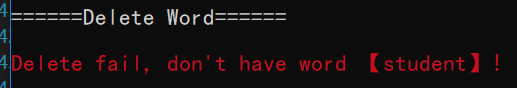 ======Delete Word======
Delete fail, don't have word 【student】!